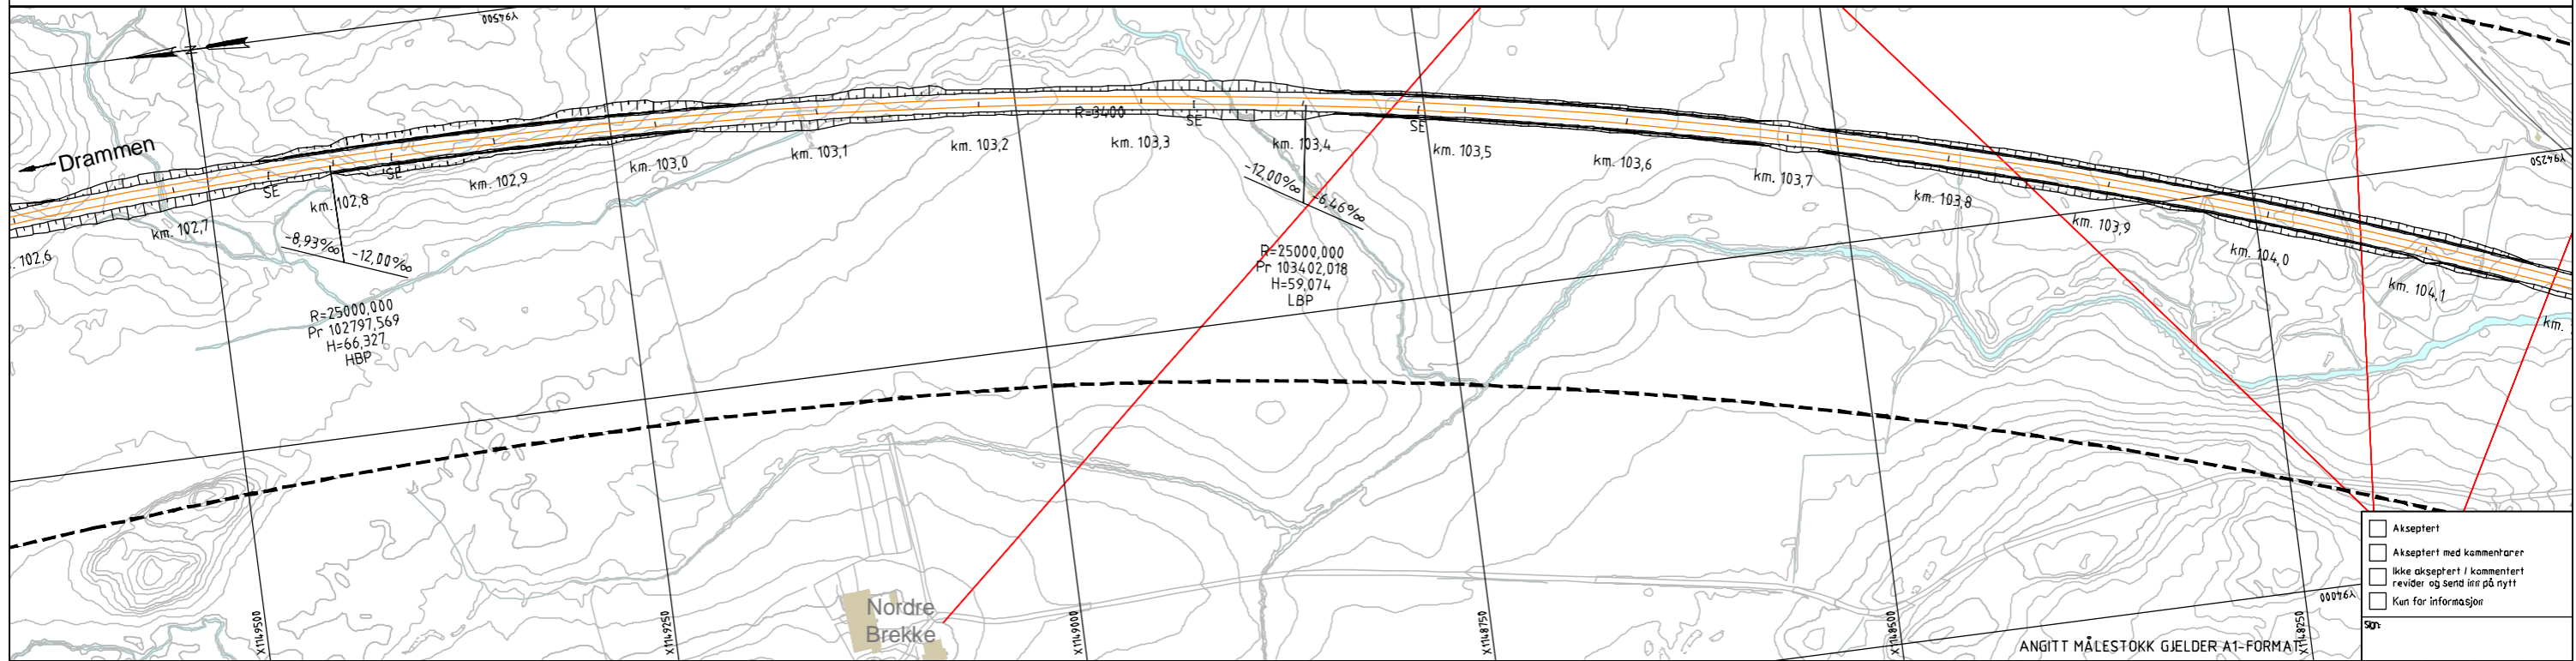 Y94500
N
Drammen
. 102,6
km. 102,7
SE
km. 102,8
SE
km. 102,9
km. 103,0
km. 103,1
km. 103,2
R=3400
km. 103,3
SE
km. 103,4
SE
km. 103,5
km. 103,6
km. 103,7
km. 103,8
km. 103,9
km. 104,0
km. 104,1
km.
Y94250
-8,93‰ -12,00‰
R=25000,000
Pr 102797,569
H=66,327
HBP
-12,00‰ -6,46‰
R=25000,000
Pr 103402,018
H=59,074
LBP
Nordre
Brekke
X1149500
X1149250
X1149000
X1148750
X1148500
X1148250
Y94000
ANGITT MÅLESTOKK GJELDER A1-FORMAT
Akseptert
Akseptert med kommentarer
Ikke akseptert / kommentert
revider og send inn på nytt
Kun for informasjon
Sign: